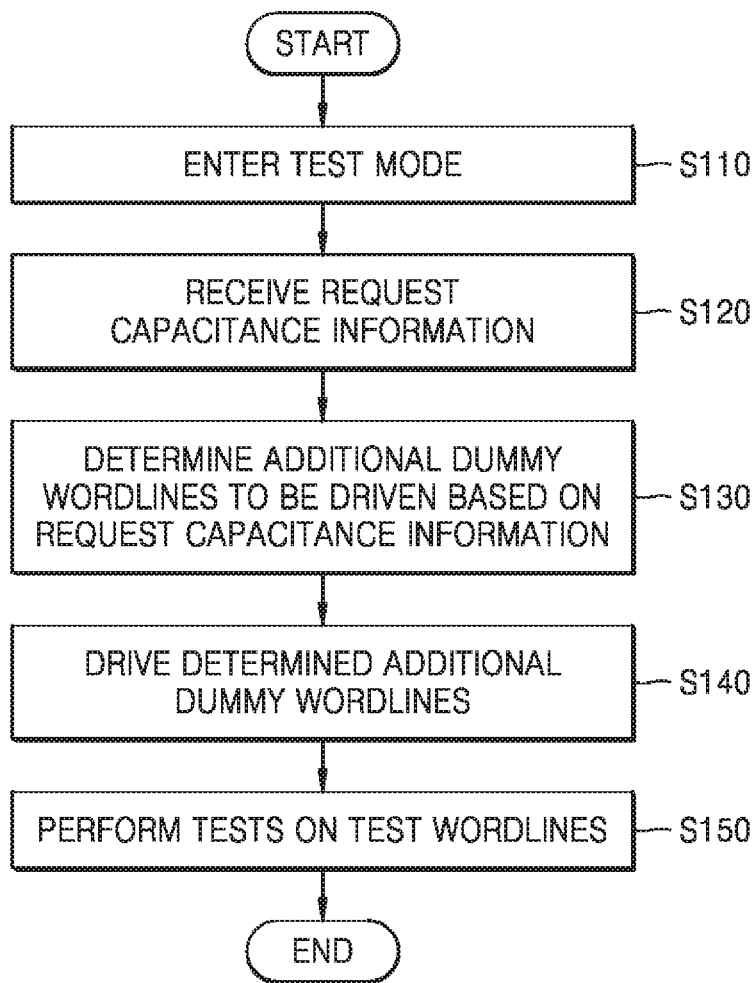 START
ENTER TEST MODE
S110
RECEIVE REQUEST
CAPACITANCE INFORMATION
S120
DETERMINE ADDITIONAL DUMMY
WORDLINES TO BE DRIVEN BASED ON
REQUEST CAPACITANCE INFORMATION
S130
DRIVE DETERMINED ADDITIONAL
DUMMY WORDLINES
S140
PERFORM TESTS ON TEST WORDLINES
S150
END